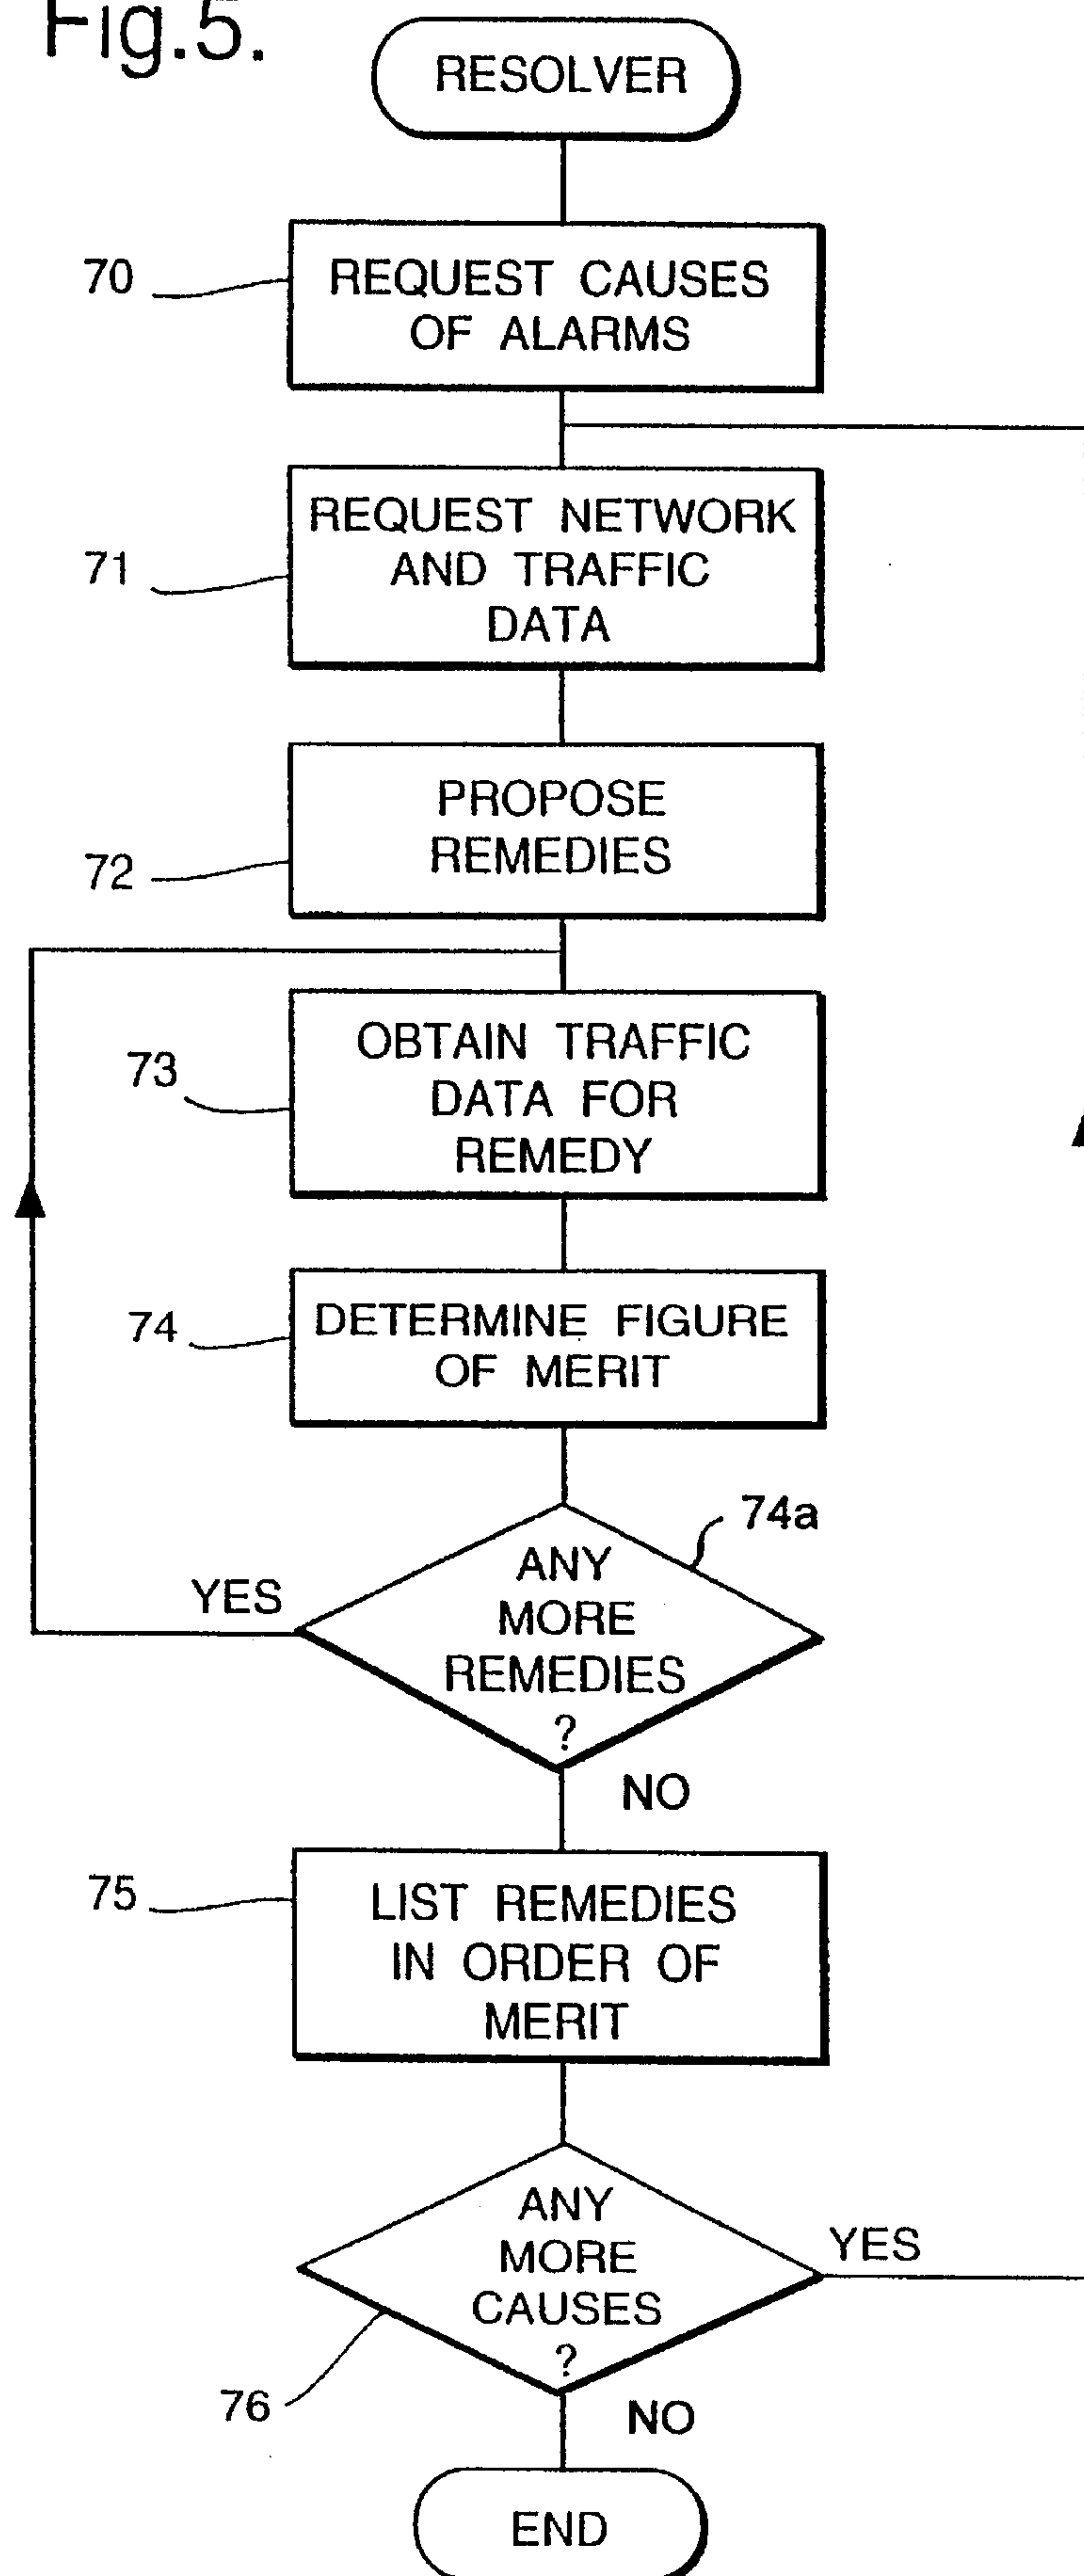 Fig.5.
RESOLVER
70
REQUEST CAUSES
OF ALARMS
71
REQUEST NETWORK
AND TRAFFIC
DATA
72
PROPOSE
REMEDIES
73
OBTAIN TRAFFIC
DATA FOR
REMEDY
74
DETERMINE FIGURE
OF MERIT
74a
YES
ANY
MORE
REMEDIES
?
NO
75
LIST REMEDIES
IN ORDER OF
MERIT
ANY
MORE
CAUSES
?
YES
76
NO
END